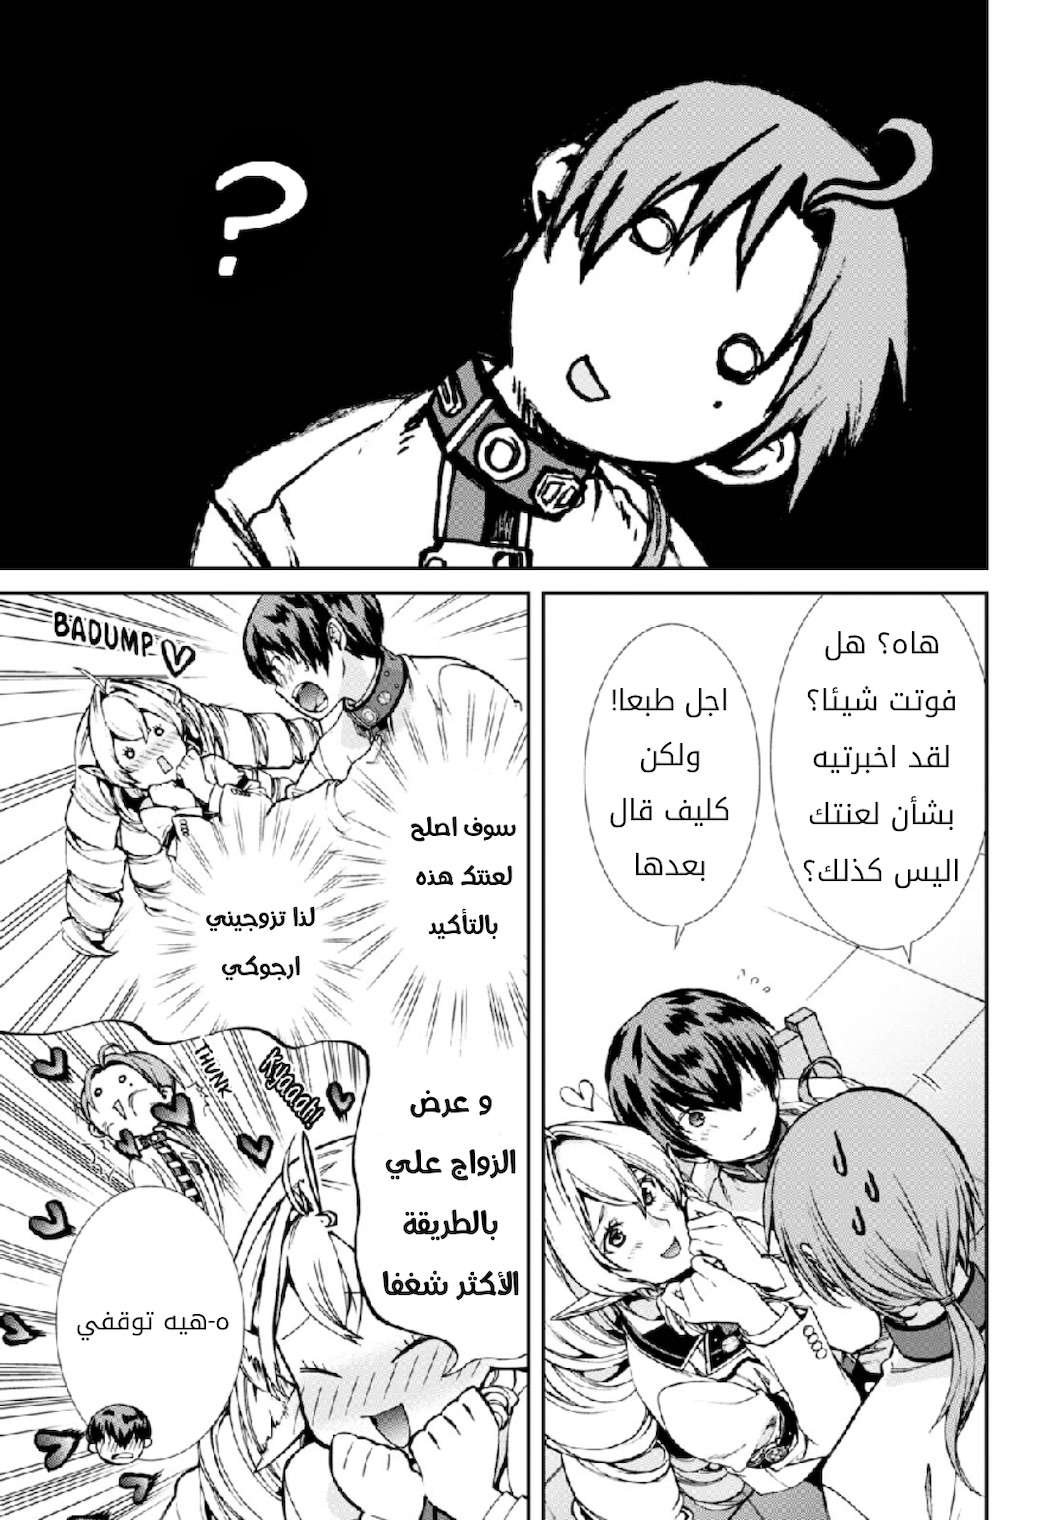 ?
هاه؟ هل
فوتت شيئا؟
لقد اخبرتيه
بشأن لعنتك
اليس كذلك؟
اجل طبعا!
ولكن
كليف قال
بعدها
BADUMP
سوف اصلح
لعنتك هذه
بالتأكيد
لذا تزوجيني
ارجوكي
THUNK
Kyaaah!!
و عرض
الزواج علي
بالطريقة
الأكثر شغفا
ه-هيه توقفي